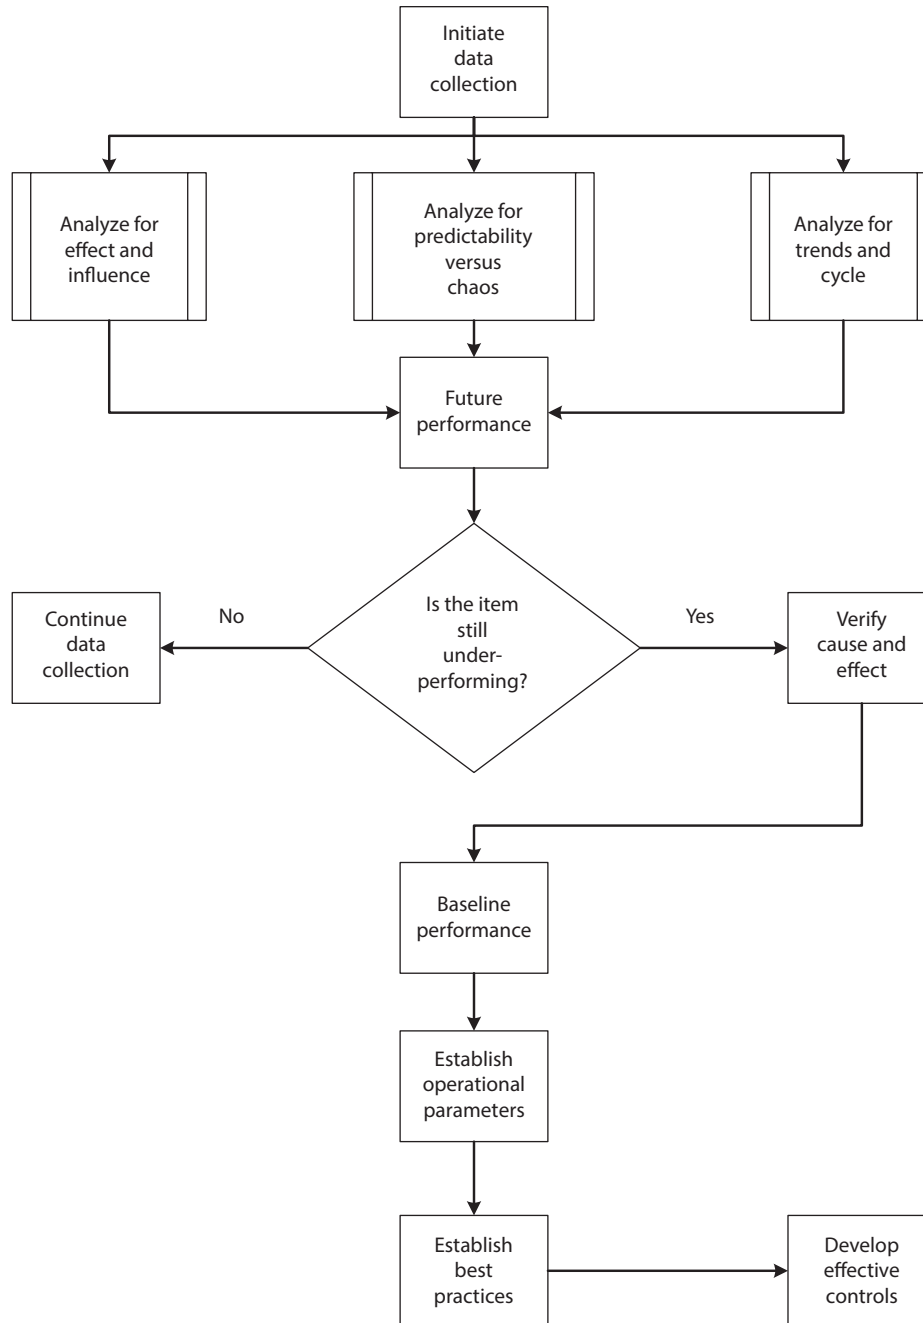 Initiate
data
collection
Analyze for
effect and
influence
Analyze for
predictability
versus
chaos
Analyze for
trends and
cycle
Future
performance
Continue
data
collection
No
Is the item
still
under-
performing?
Yes
Verify
cause and
effect
Baseline
performance
Establish
operational
parameters
Establish
best
practices
Develop
effective
controls